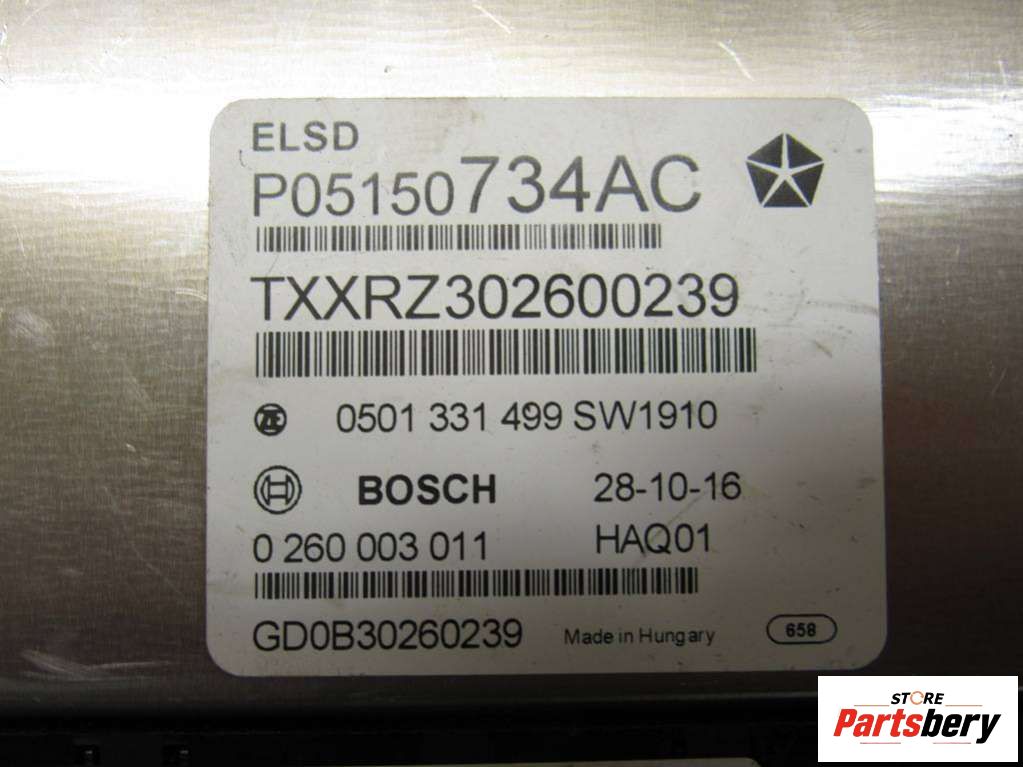 ELSD
P05150734AC
TXXRZ302600239
ZF 0501 331 499 SW1910
BOSCH 28-10-16
0 260 003 011 HAQ01
GD0B30260239 Made in Hungary 658
STORE
Partsbery